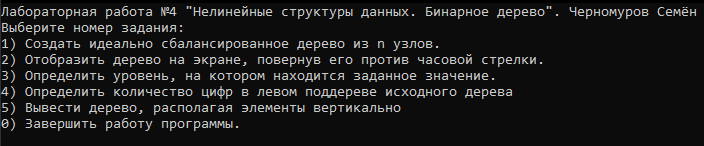 Лабораторная работа №4 "Нелинейные структуры данных. Бинарное дерево". Черномуров Семён
Выберите номер задания:
1) Создать идеально сбалансированное дерево из n узлов.
2) Отобразить дерево на экране, повернув его против часовой стрелки.
3) Определить уровень, на котором находится заданное значение.
4) Определить количество цифр в левом поддереве исходного дерева
5) Вывести дерево, располагая элементы вертикально
0) Завершить работу программы.